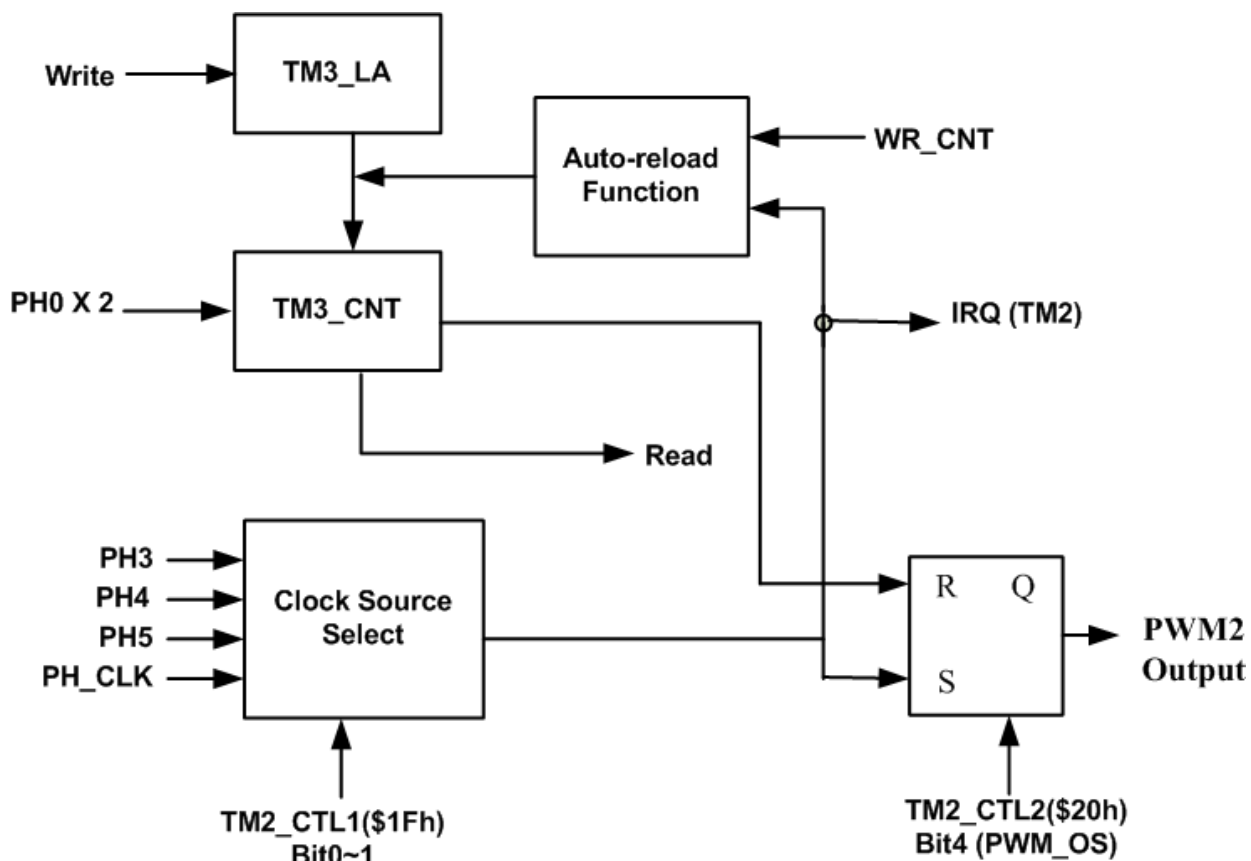 TM3_LA
Write
WR_CNT
Auto-reload
Function
PH0 X 2
TM3_CNT
IRQ (TM2)
Read
PH3
PH4
PH5
PH_CLK
Clock Source
Select
R Q
S
PWM2
Output
TM2_CTL1($1Fh)
Bit0~1
TM2_CTL2($20h)
Bit4 (PWM_OS)